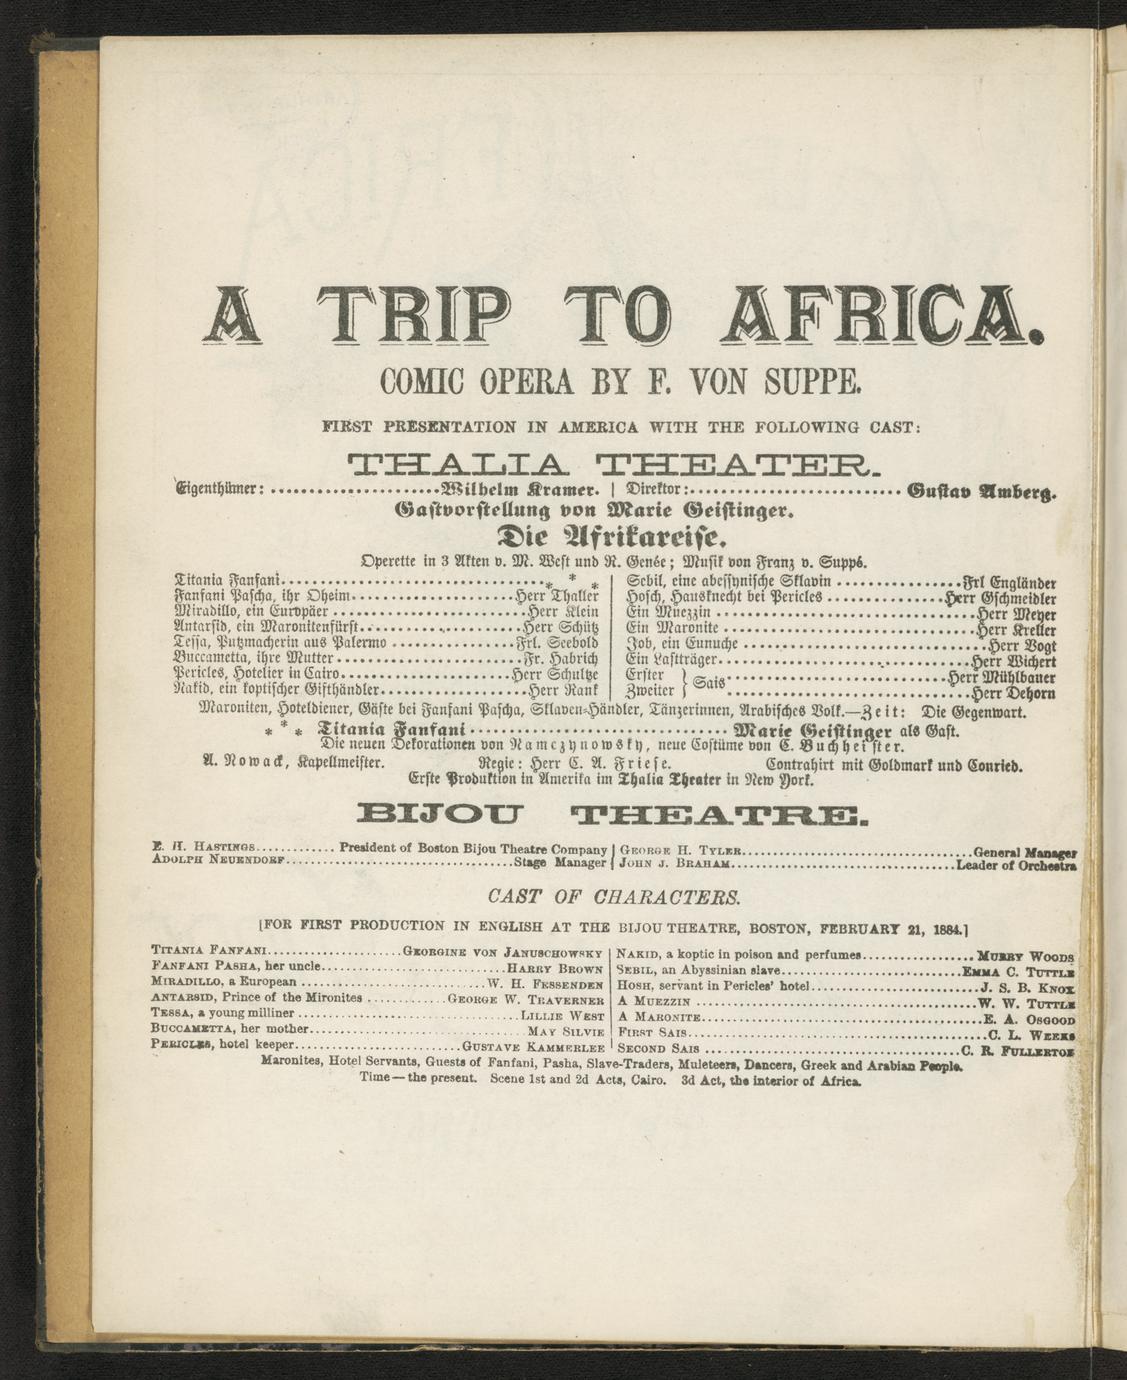 A TRIP TO AFRICA.
COMIC OPERA BY F. VON SUPPE.
FIRST PRESENTATION IN AMERICA WITH THE FOLLOWING CAST:
THALIA THEATER.
Eigenthümer: .....................Wilhelm Kramer. | Direktor:............................ Gustav Amberg.
Gastvorstellung von Marie Geistinger.
Die Afrikareise.
Operette in 3 Akten v. M. West und R. Genée; Musik von Franz v. Suppé.
Titania Fanfani.................................* * *
Fanfani Pascha, ihr Oheim....................Herr Thaller
Miradillo, ein Europäer ........................Herr Klein
Antarsid, ein Maronitenfürst....................Herr Schütz
Tessa, Putzmacherin aus Palermo ...............Frl. Seebold
Buccametta, ihre Mutter.......................Fr. Habrich
Pericles, Hotelier in Cairo.....................Herr Schultze
Nakid, ein koptischer Gifthändler..................Herr Rank
Sebil, eine abessynische Sklavin ...............Frl Engländer
Hosch, Hausknecht bei Pericles ..............Herr Gschmeidler
Ein Muezzin ................................Herr Meyer
Ein Maronite ...............................Herr Kreller
Job, ein Eunuche ..............................Herr Vogt
Ein Lastträger...............................Herr Wichert
Erster } Sais...........................Herr Mühlbauer
Zweiter } ..............................Herr Dehorn
Maroniten, Hoteldiener, Gäste bei Fanfani Pascha, Sklaven-Händler, Tänzerinnen, Arabisches Volk.—Zeit: Die Gegenwart.
* * * Titania Fanfani................................Marie Geistinger als Gast.
Die neuen Dekorationen von Namczynowsky, neue Costüme von C. Buchheister.
A. Nowack, Kapellmeister. Regie: Herr C. A. Friese. Contrahirt mit Goldmark und Conried.
Erste Produktion in Amerika im Thalia Theater in New York.
BIJOU THEATRE.
E. H. HASTINGS............ President of Boston Bijou Theatre Company | GEORGE H. TYLER...............................General Manager
ADOLPH NEUENDORF...................................Stage Manager | JOHN J. BRAHAM..............................Leader of Orchestra
CAST OF CHARACTERS.
[FOR FIRST PRODUCTION IN ENGLISH AT THE BIJOU THEATRE, BOSTON, FEBRUARY 21, 1884.]
TITANIA FANFANI..................GEORGINE VON JANUSCHOWSKY
FANFANI PASHA, her uncle.........................HARRY BROWN
MIRADILLO, a European .........................W. H. FESSENDEN
ANTARSID, Prince of the Mironites ............GEORGE W. TRAVERNER
TESSA, a young milliner ..............................LILLIE WEST
BUCCAMETTA, her mother..............................MAY SILVIE
PERICLES, hotel keeper.......................GUSTAVE KAMMERLEE
NAKID, a koptic in poison and perfumes...............MURRY WOODS
SEBIL, an Abyssinian slave.........................EMMA C. TUTTLE
HOSH, servant in Pericles' hotel......................J. S. B. KNOX
A MUEZZIN ......................................W. W. TUTTLE
A MARONITE.....................................E. A. OSGOOD
FIRST SAIS.......................................C. L. WEEKS
SECOND SAIS ..................................C. R. FULLERTON
Maronites, Hotel Servants, Guests of Fanfani, Pasha, Slave-Traders, Muleteers, Dancers, Greek and Arabian People.
Time—the present. Scene 1st and 2d Acts, Cairo. 3d Act, the interior of Africa.